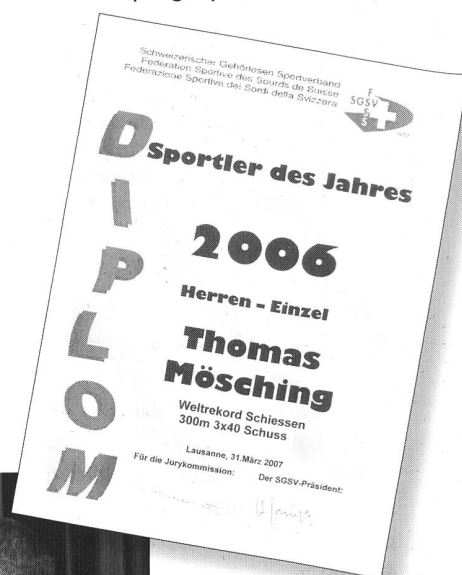 Schweizerischer Gehörlosen Sportverband
Federation Sportive des Sourds de Suisse
Federazione Sportiva dei Sordi della Svizzera
F
SGSV
S
S
DIPLOM
Sportler des Jahres
2006
Herren - Einzel
Thomas
Mösching
Weltrekord Schiessen
300m 3x40 Schuss
Lausanne, 31.März 2007
Für die Jurykommission: Der SGSV-Präsident: